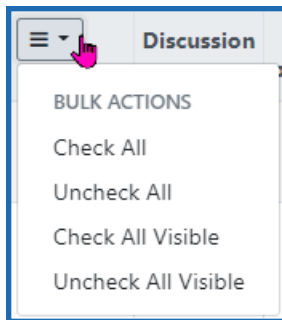 Discussion
BULK ACTIONS
Check All
Uncheck All
Check All Visible
Uncheck All Visible